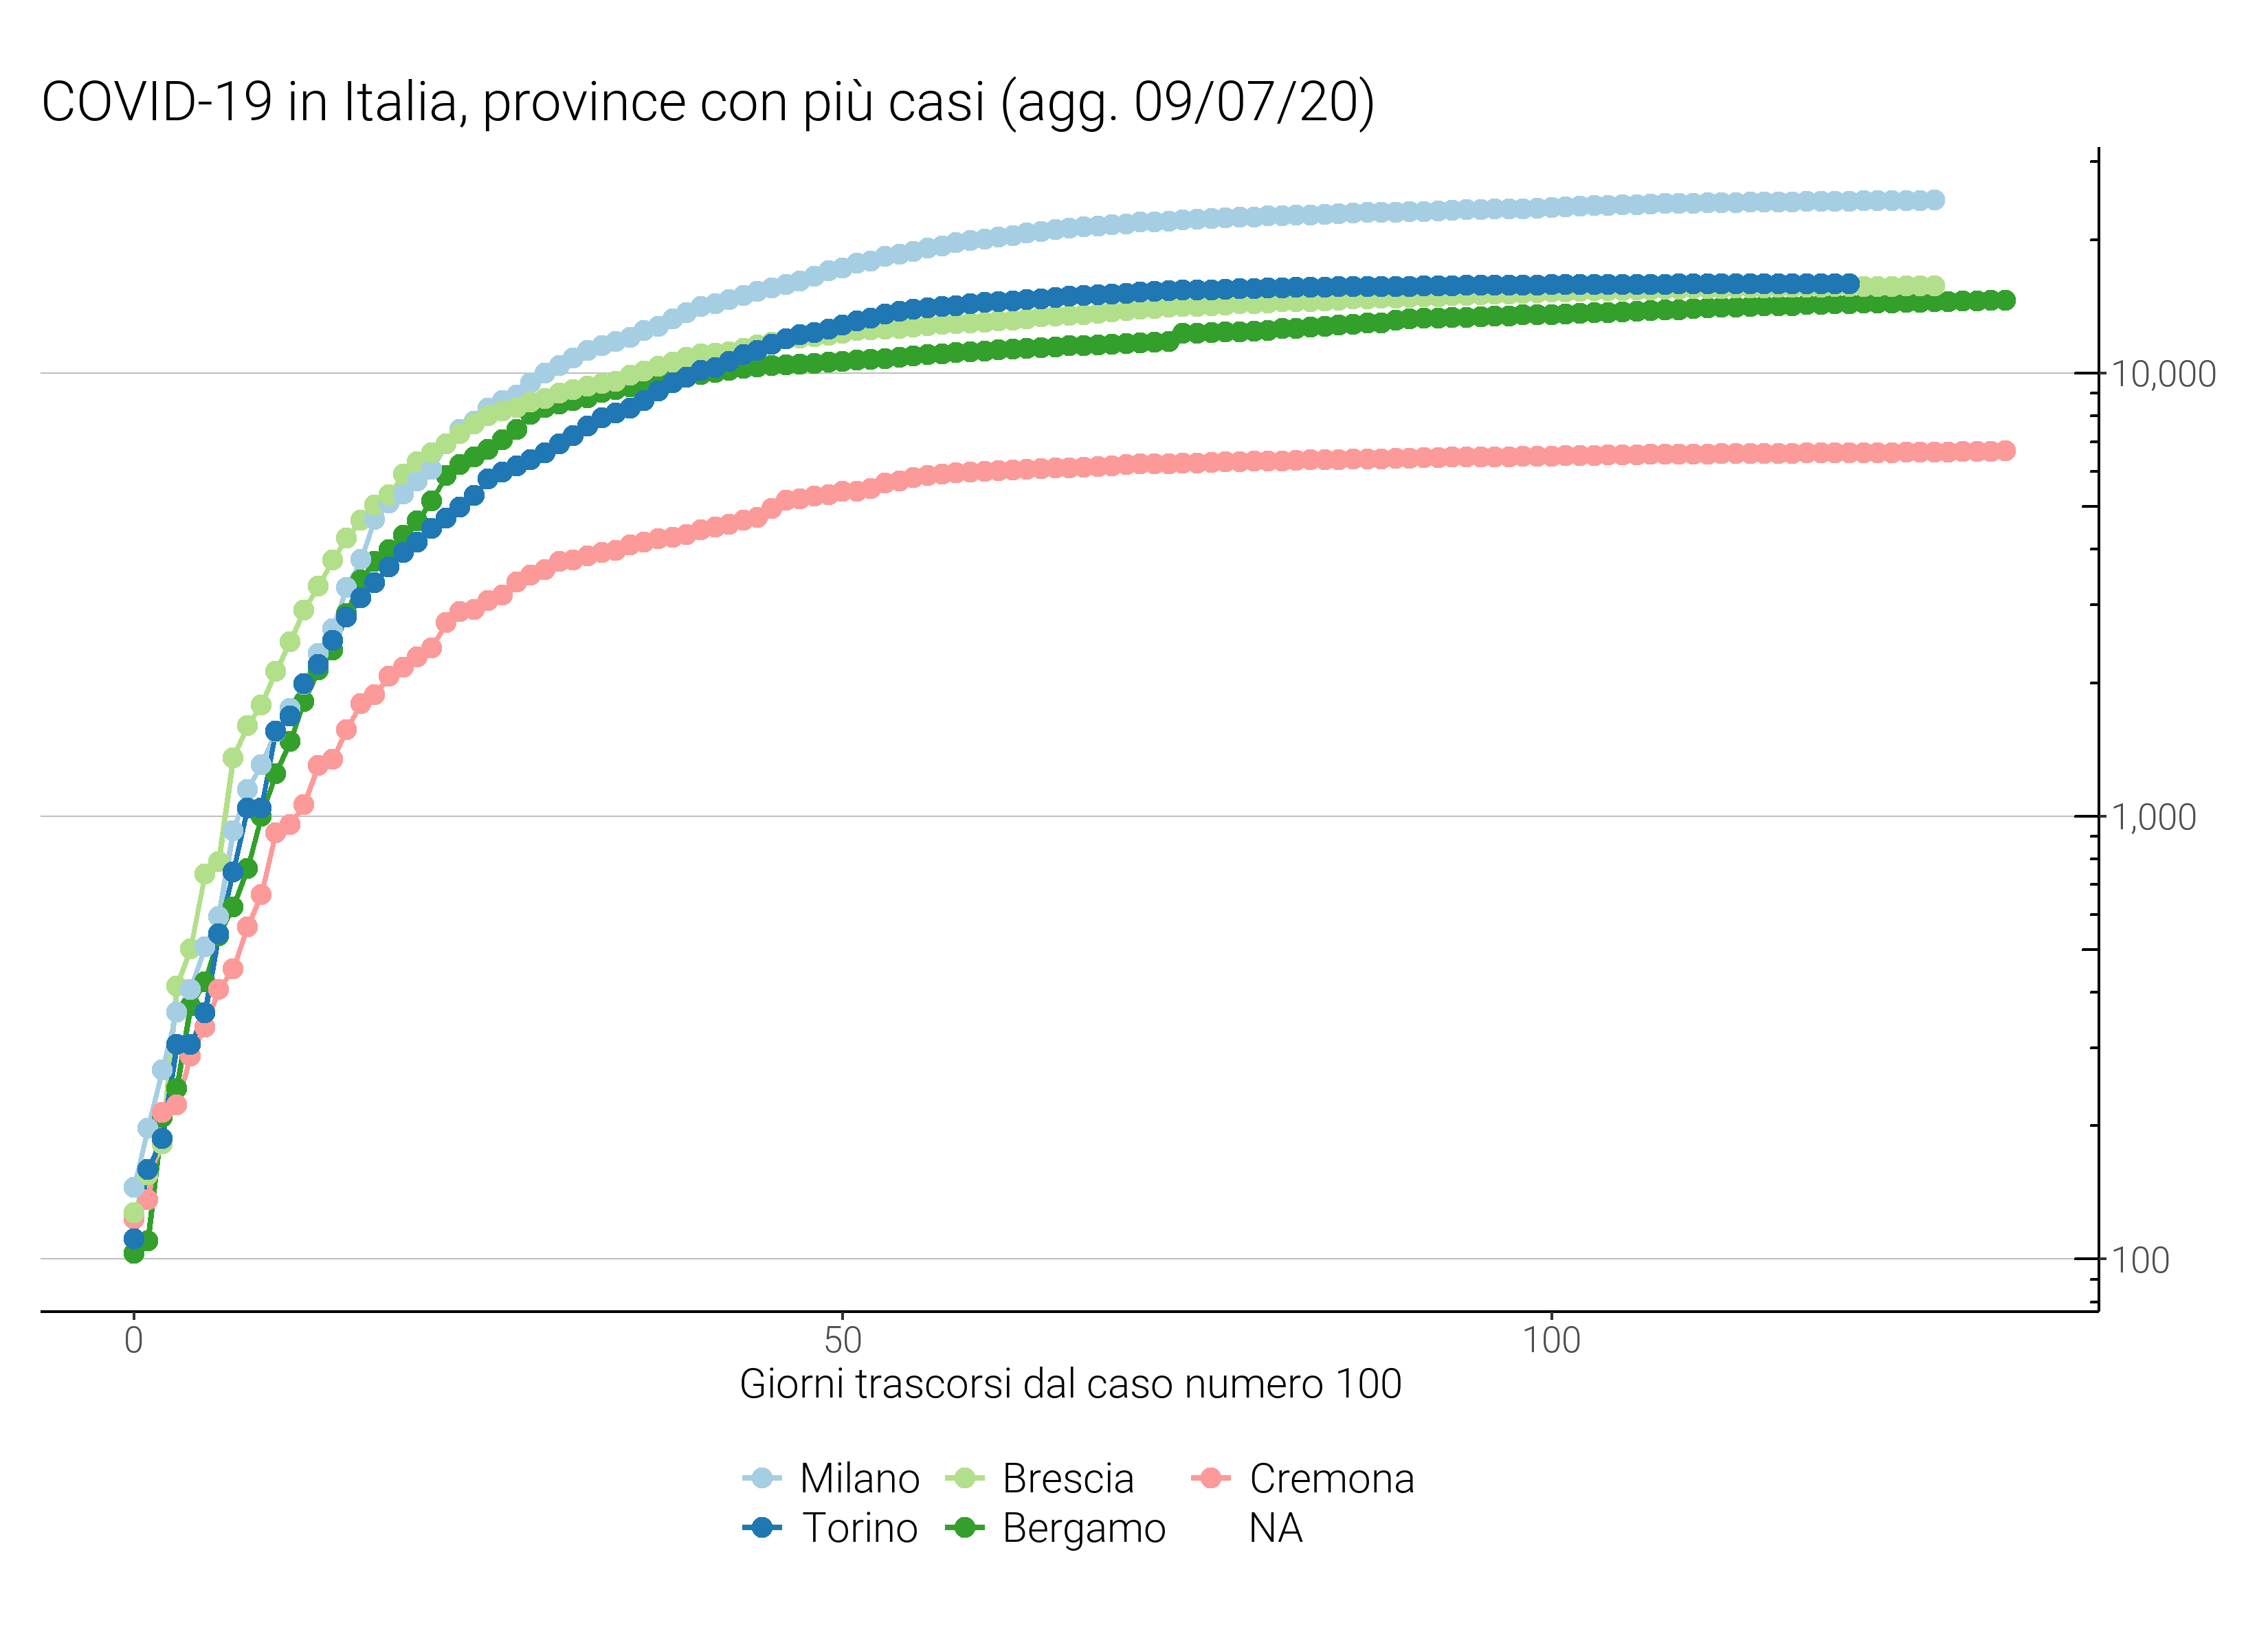 COVID-19 in Italia, province con più casi (agg. 09/07/20)
10,000
1,000
100
0 50 100
Giorni trascorsi dal caso numero 100
Milano Brescia Cremona
Torino Bergamo NA